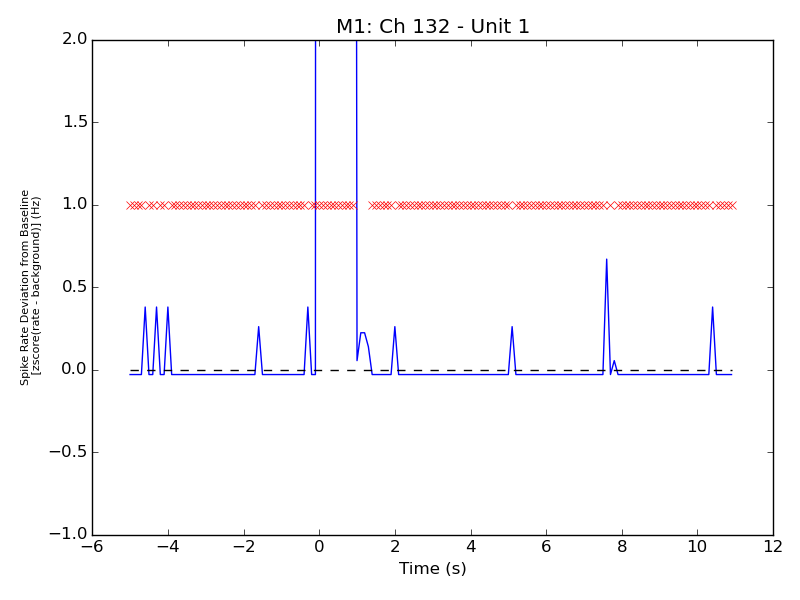 M1: Ch 132 - Unit 1
2.0
1.5
1.0
0.5
0.0
−0.5
−1.0
Spike Rate Deviation from Baseline
[zscore(rate - background)] (Hz)
−6 −4 −2 0 2 4 6 8 10 12
Time (s)